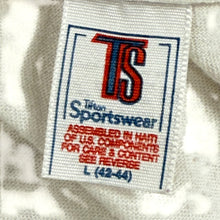 TS
Tifton
Sportswear
ASSEMBLED IN HAITI
OF U.S. COMPONENTS
FOR CARE & CONTENT
SEE REVERSE
L (42-44)